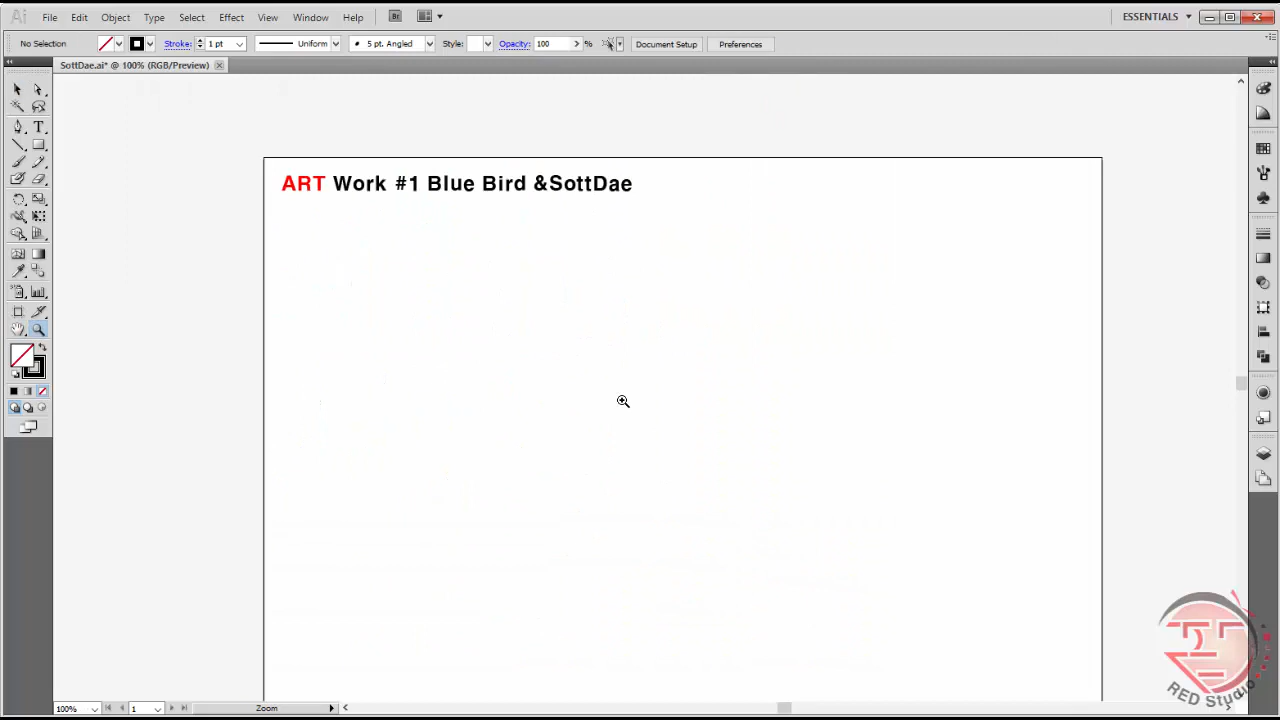 Ai File Edit Object Type Select Effect View Window Help Br ESSENTIALS
No Selection Stroke: 1 pt Uniform 5 pt. Angled Style: Opacity: 100 % Document Setup Preferences
SottDae.ai* @ 100% (RGB/Preview)
ART Work #1 Blue Bird &SottDae
RED Studio
100% 1 Zoom